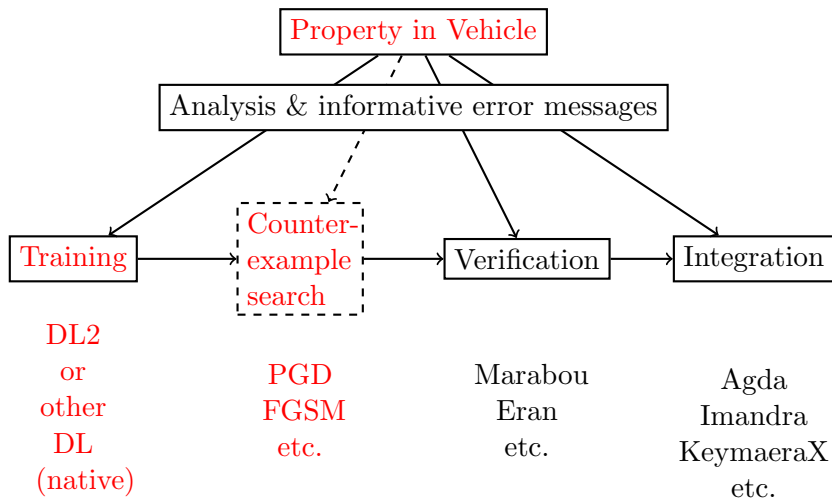 Property in Vehicle
Analysis & informative error messages
Training
Counter-
example
search
Verification
Integration
DL2
or
other
DL
(native)
PGD
FGSM
etc.
Marabou
Eran
etc.
Agda
Imandra
KeymaeraX
etc.